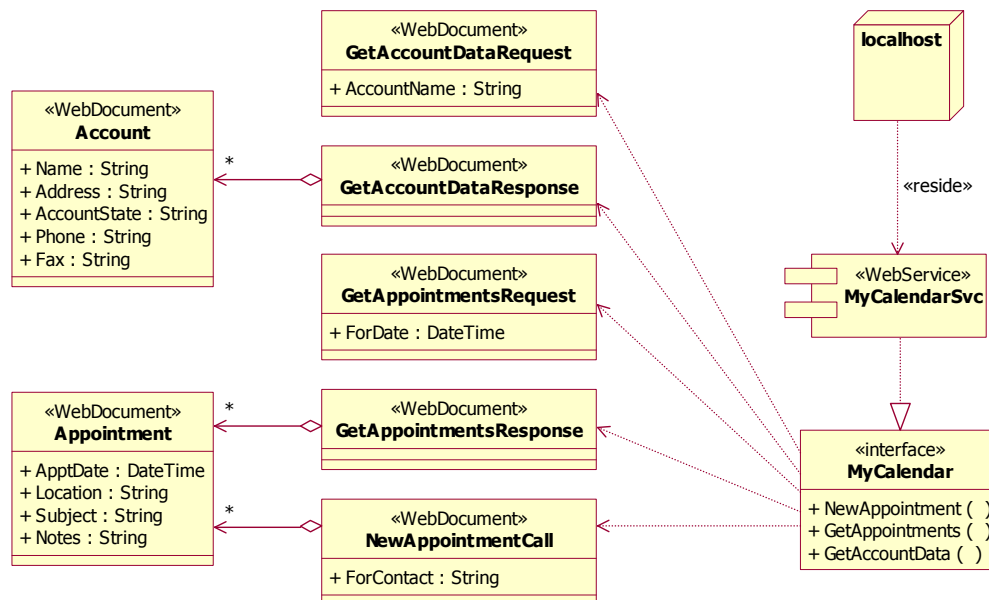 «WebDocument»
GetAccountDataRequest
+ AccountName : String
localhost
«WebDocument»
Account
+ Name : String
+ Address : String
+ AccountState : String
+ Phone : String
+ Fax : String
*
«WebDocument»
GetAccountDataResponse
«reside»
«WebDocument»
GetAppointmentsRequest
+ ForDate : DateTime
«WebService»
MyCalendarSvc
«WebDocument»
Appointment
+ ApptDate : DateTime
+ Location : String
+ Subject : String
+ Notes : String
*
«WebDocument»
GetAppointmentsResponse
*
«WebDocument»
NewAppointmentCall
+ ForContact : String
«interface»
MyCalendar
+ NewAppointment ( )
+ GetAppointments ( )
+ GetAccountData ( )